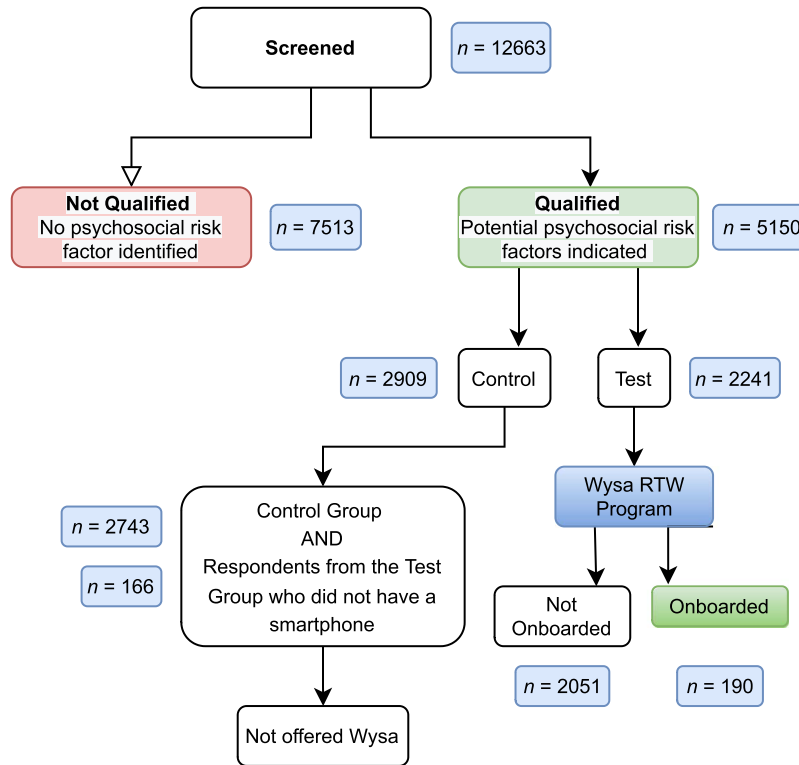 Screened
n = 12663
Not Qualified
No psychosocial risk
factor identified
n = 7513
Qualified
Potential psychosocial risk
factors indicated
n = 5150
n = 2909
Control
Test
n = 2241
Wysa RTW
Program
n = 2743
n = 166
Control Group
AND
Respondents from the Test
Group who did not have a
smartphone
Not
Onboarded
Onboarded
n = 2051
n = 190
Not offered Wysa